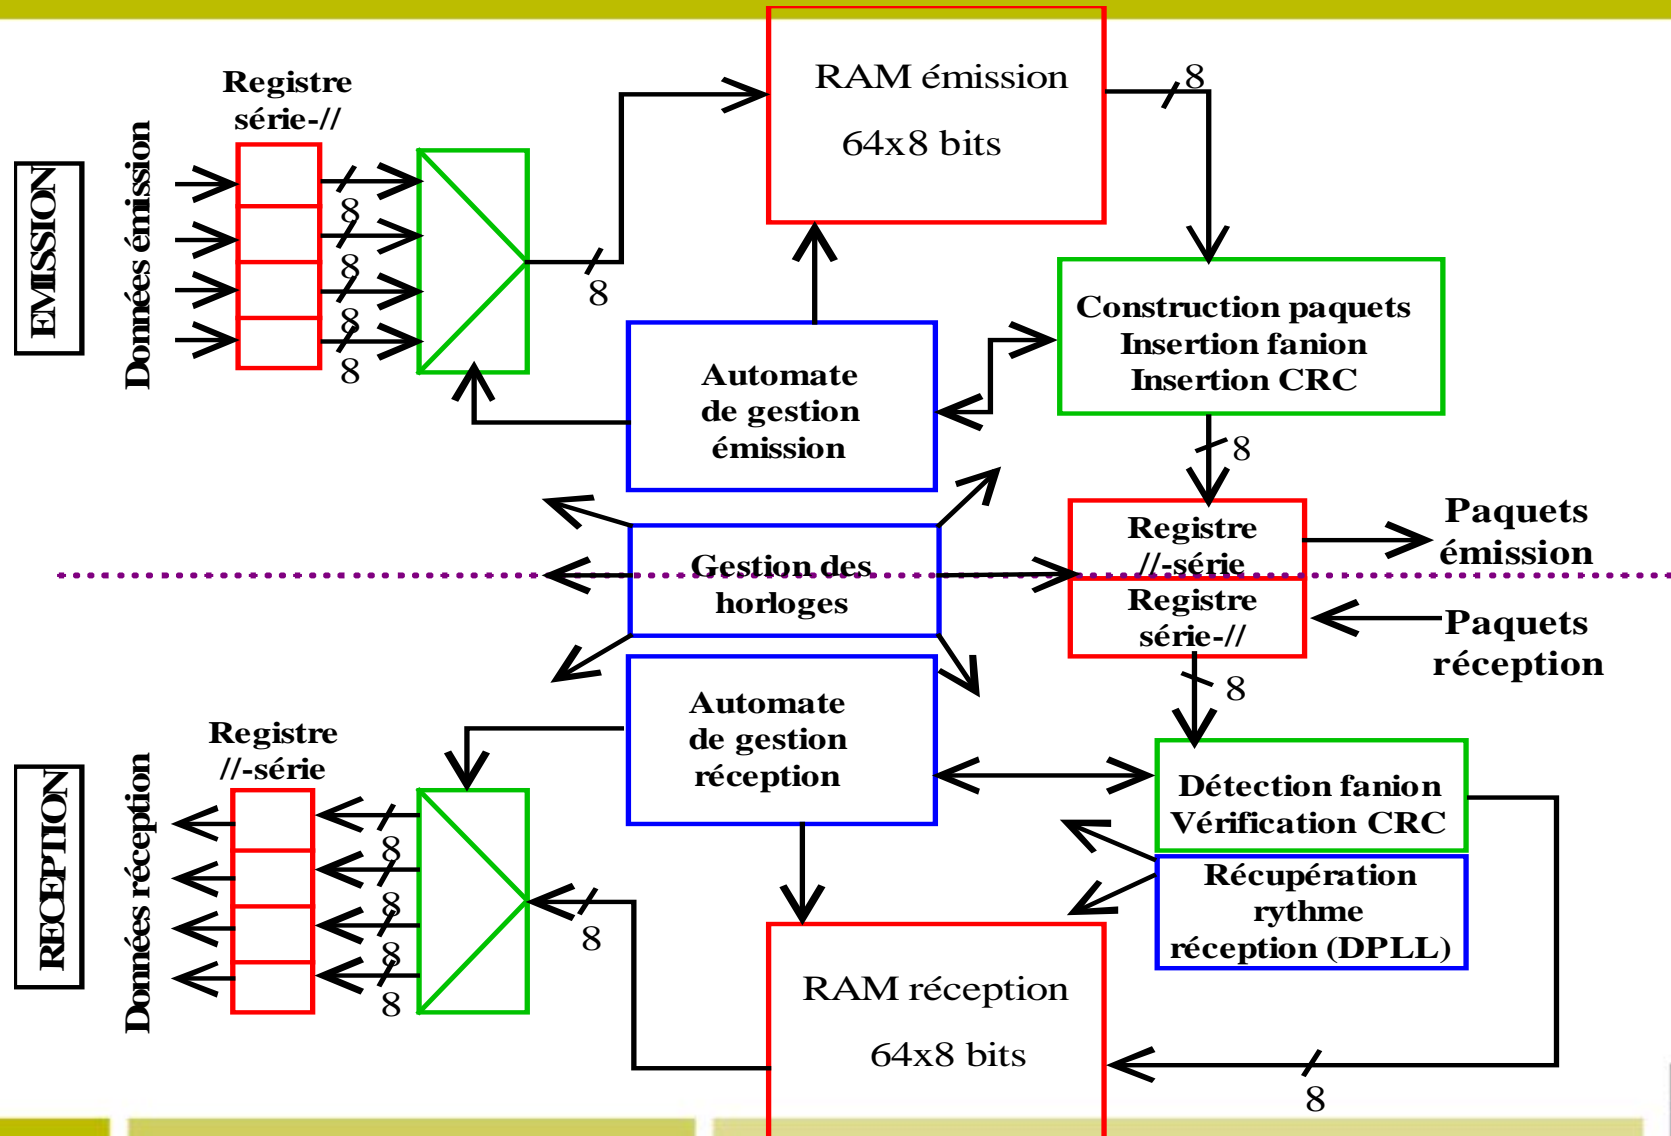 EMISSION
Données émission
Registre
série-//
8
8
8
8
8
RAM émission
64x8 bits
8
Construction paquets
Insertion fanion
Insertion CRC
Automate
de gestion
émission
8
Gestion des
horloges
Registre
//-série
Registre
série-//
Paquets
émission
Paquets
réception
8
RECEPTION
Données réception
Registre
//-série
8
8
8
8
8
Automate
de gestion
réception
Détection fanion
Vérification CRC
Récupération
rythme
réception (DPLL)
RAM réception
64x8 bits
8